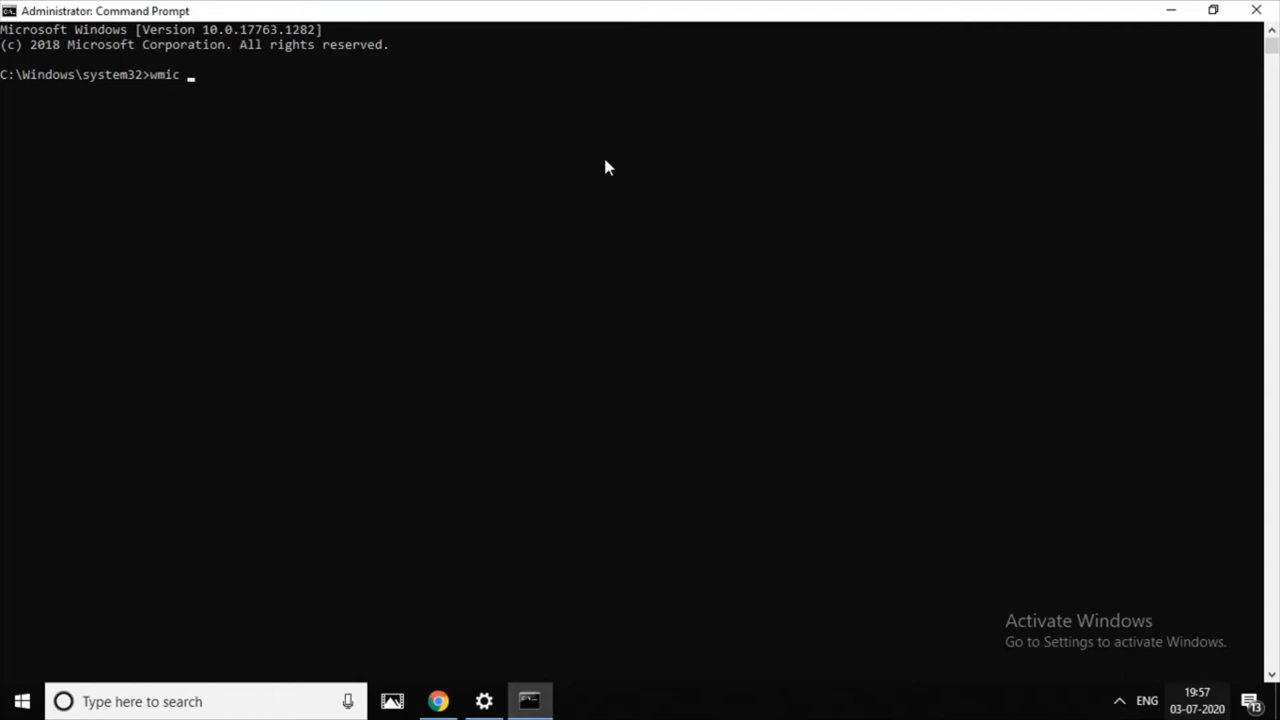 Administrator: Command Prompt
Microsoft Windows [Version 10.0.17763.1282]
(c) 2018 Microsoft Corporation. All rights reserved.
C:\Windows\system32>wmic _
Activate Windows
Go to Settings to activate Windows.
Type here to search
ENG
19:57
03-07-2020
13